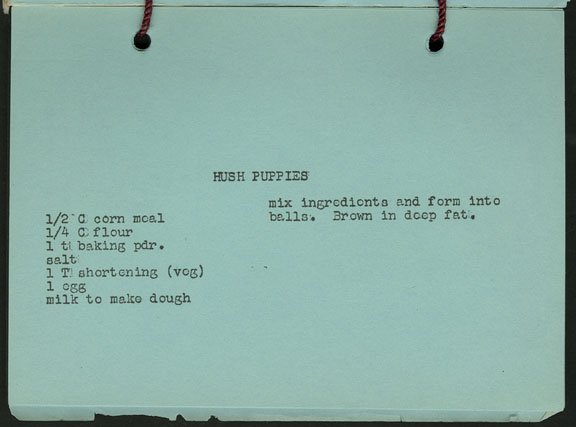 HUSH PUPPIES
1/2 C corn meal
1/4 C flour
1 t baking pdr.
salt
1 T shortening (veg)
1 egg
milk to make dough
mix ingredients and form into
balls. Brown in deep fat.